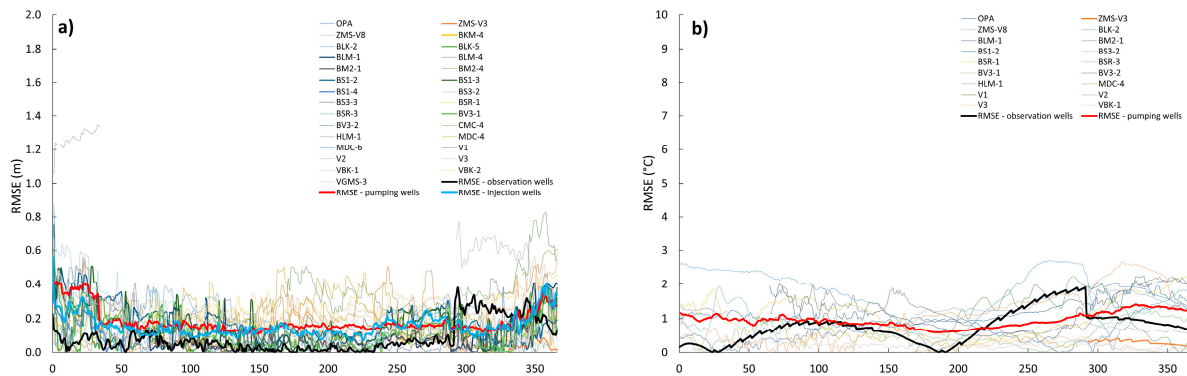 a)
RMSE (m)
2.0
1.8
1.6
1.4
1.2
1.0
0.8
0.6
0.4
0.2
0.0
0 50 100 150 200 250 300 350
OPA ZMS-V3
ZMS-V8 BKM-4
BLK-2 BLK-5
BLM-1 BLM-4
BM2-1 BM2-4
BS1-2 BS1-3
BS1-4 BS3-2
BS3-3 BSR-1
BSR-3 BV3-1
BV3-2 CMC-4
HLM-1 MDC-4
MDC-6 V1
V2 V3
VBK-1 VBK-2
VGMS-3 RMSE - observation wells
RMSE - pumping wells RMSE - injection wells
b)
RMSE (°C)
10
9
8
7
6
5
4
3
2
1
0
0 50 100 150 200 250 300 350
OPA ZMS-V3
ZMS-V8 BLK-2
BLM-1 BM2-1
BS1-2 BS3-2
BSR-1 BSR-3
BV3-1 BV3-2
HLM-1 MDC-4
V1 V2
V3 VBK-1
RMSE - observation wells RMSE - pumping wells